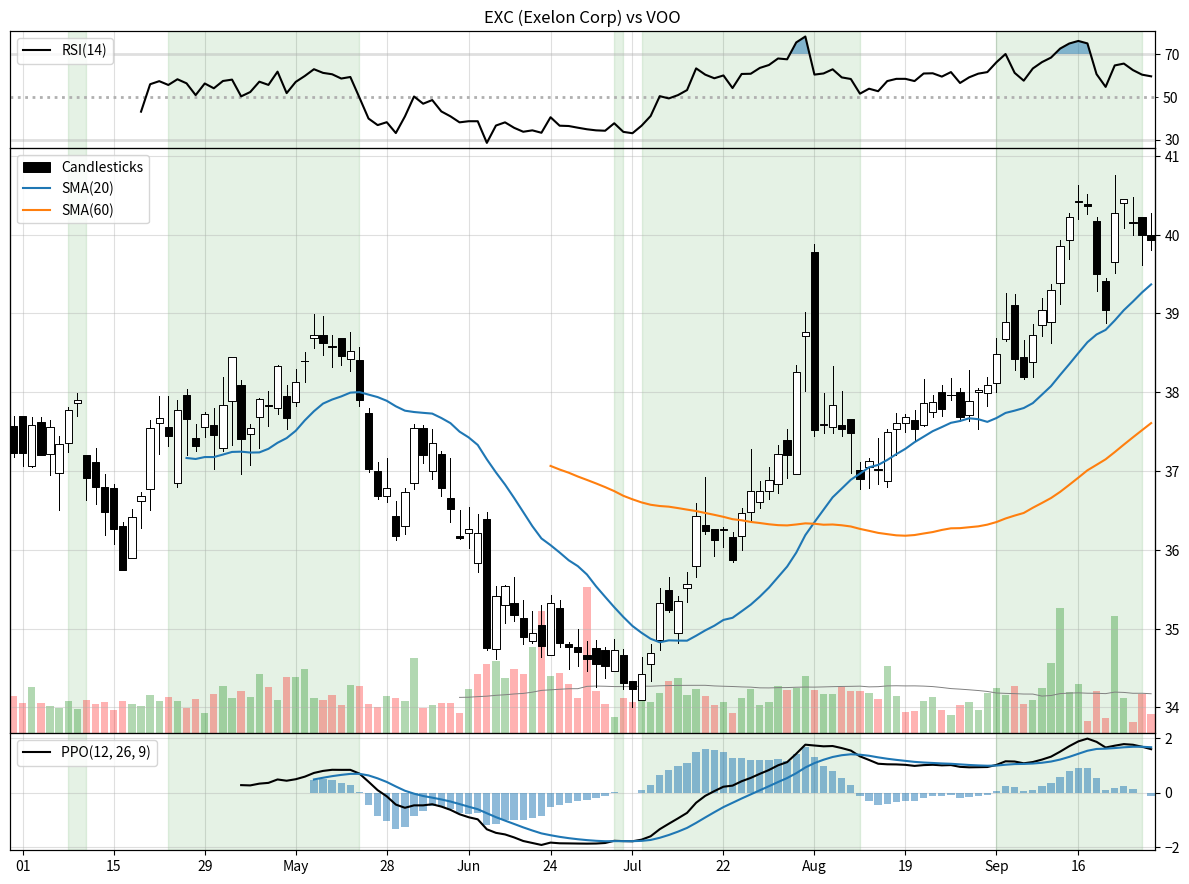 EXC (Exelon Corp) vs VOO
RSI(14)
70
50
30
Candlesticks
SMA(20)
SMA(60)
41
40
39
38
37
36
35
34
PPO(12, 26, 9)
2
0
−2
01 15 29 May 28 Jun 24 Jul 22 Aug 19 Sep 16